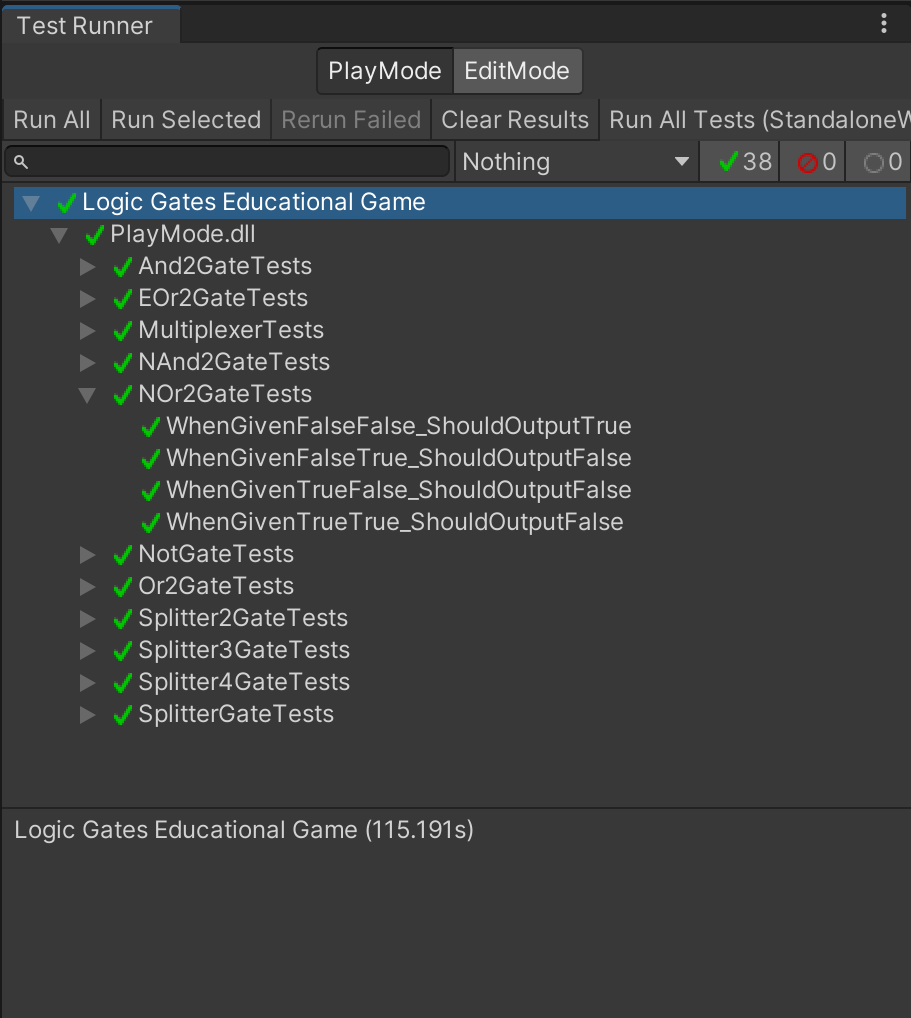 Test Runner
PlayMode EditMode
Run All Run Selected Rerun Failed Clear Results Run All Tests (StandaloneW
Nothing 38 0 0
Logic Gates Educational Game
PlayMode.dll
And2GateTests
EOr2GateTests
MultiplexerTests
NAnd2GateTests
NOr2GateTests
WhenGivenFalseFalse_ShouldOutputTrue
WhenGivenFalseTrue_ShouldOutputFalse
WhenGivenTrueFalse_ShouldOutputFalse
WhenGivenTrueTrue_ShouldOutputFalse
NotGateTests
Or2GateTests
Splitter2GateTests
Splitter3GateTests
Splitter4GateTests
SplitterGateTests
Logic Gates Educational Game (115.191s)